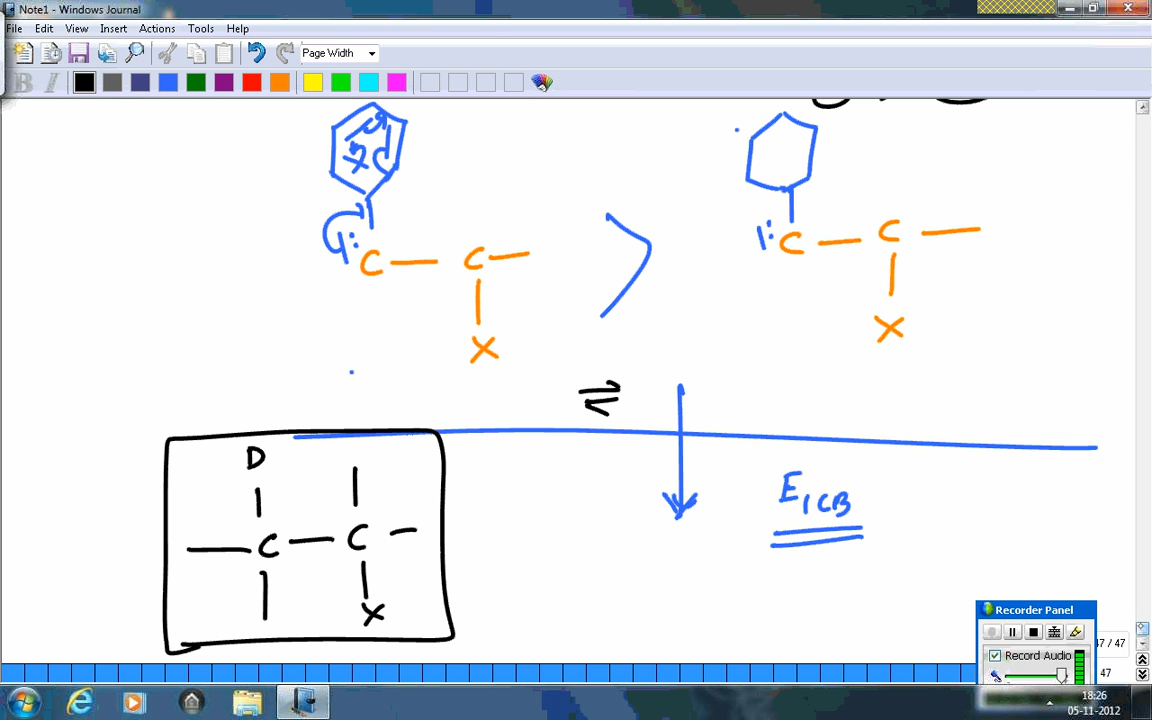 Note1 - Windows Journal
File Edit View Insert Actions Tools Help
Page Width
B I
C C
X
C C
X
D
C C
X
E1CB
Recorder Panel
Record Audio
47 / 47
47
18:26
05-11-2012